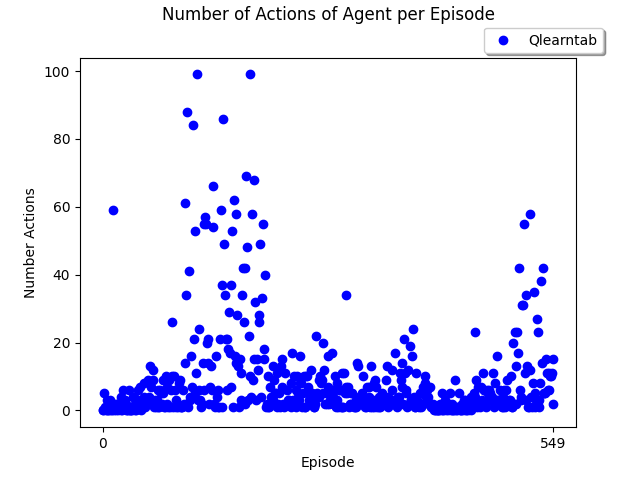 Number of Actions of Agent per Episode
Qlearntab
100
80
60
40
20
0
Number Actions
0 549
Episode